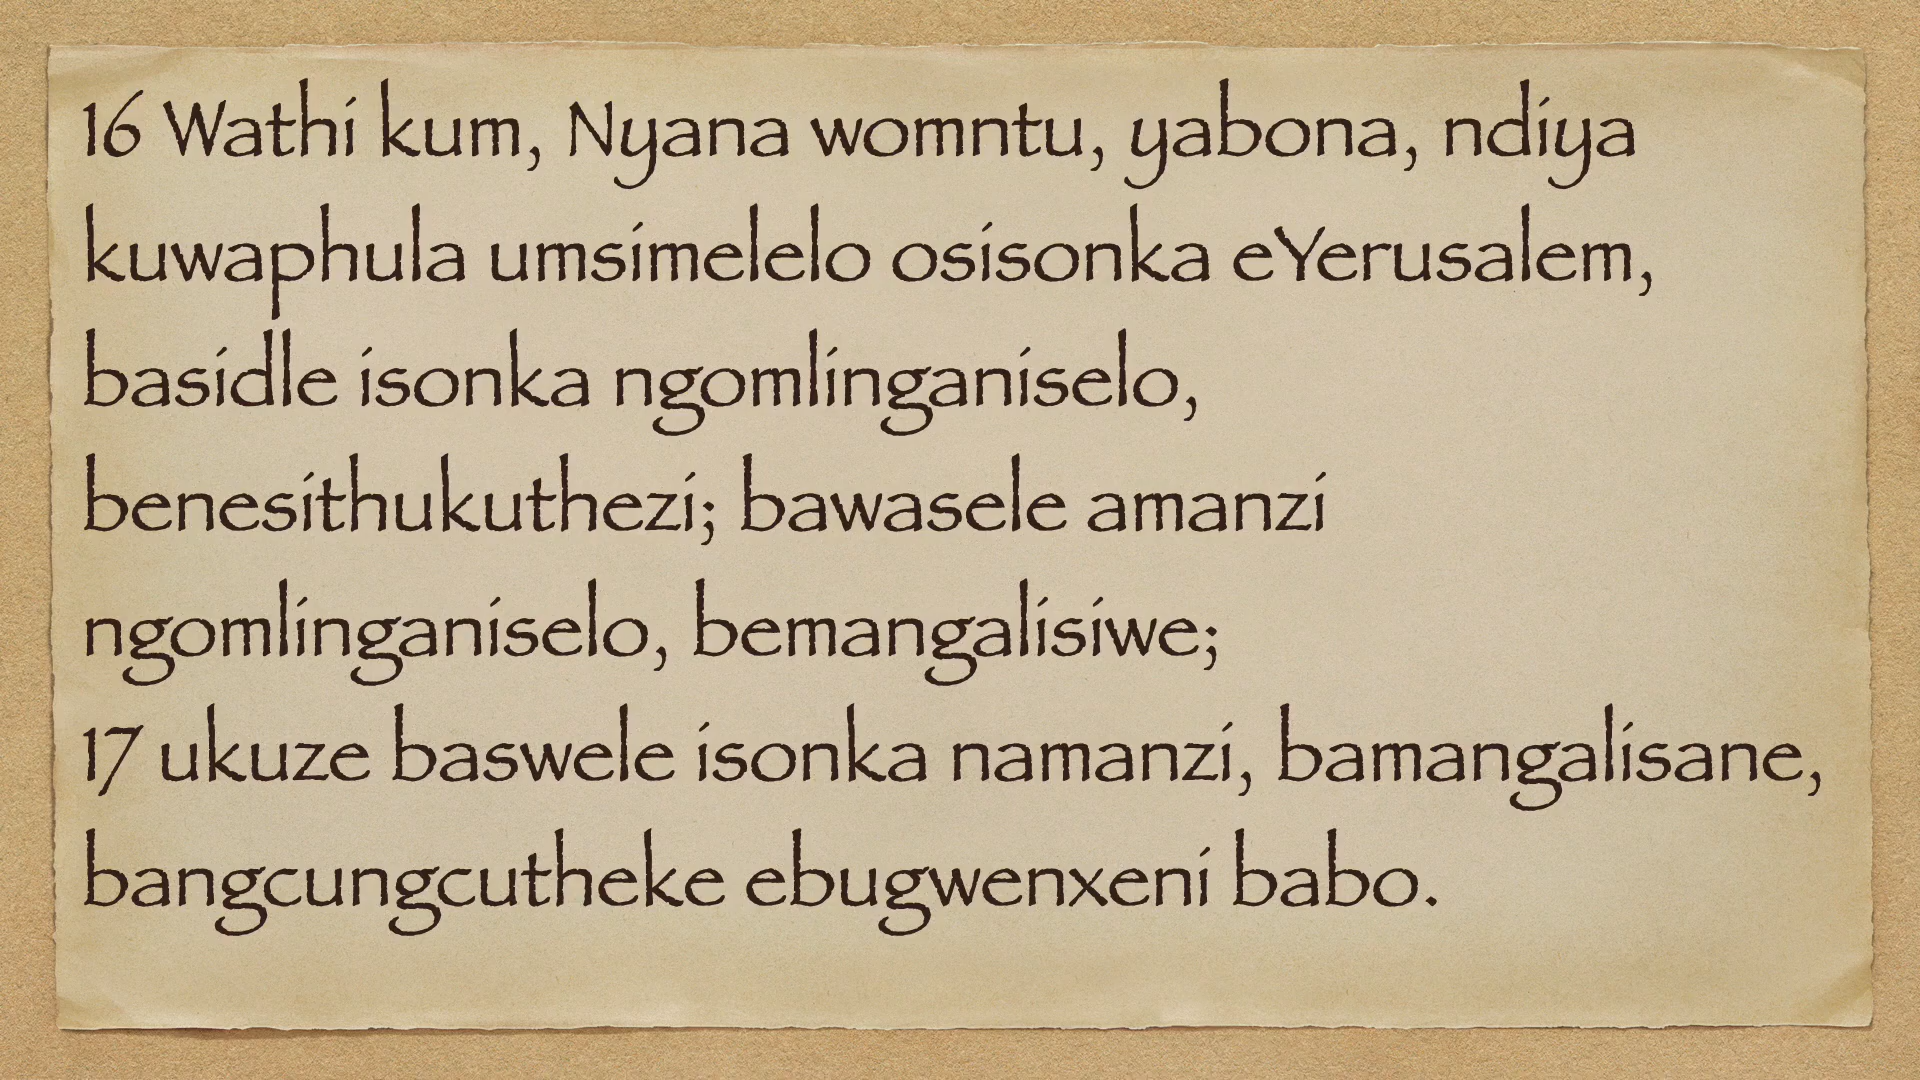 16 Wathi kum, Nyana womntu, yabona, ndiya
kuwaphula umsimelelo osisonka eYerusalem,
basidle isonka ngomlinganiselo,
benesithukuthezi; bawasele amanzi
ngomlinganiselo, bemangalisiwe;
17 ukuze baswele isonka namanzi, bamangalisane,
bangcungcutheke ebugwenxeni babo.